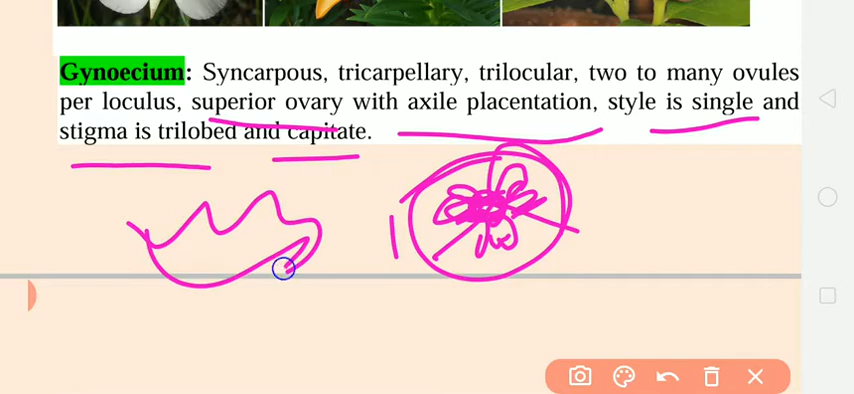 Gynoecium: Syncarpous, tricarpellary, trilocular, two to many ovules
per loculus, superior ovary with axile placentation, style is single and
stigma is trilobed and capitate.